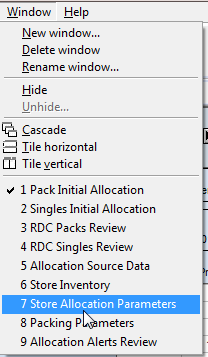 Window Help
New window...
Delete window
Rename window...
Hide
Unhide...
Cascade
Tile horizontal
Tile vertical
1 Pack Initial Allocation
2 Singles Initial Allocation
3 RDC Packs Review
4 RDC Singles Review
5 Allocation Source Data
6 Store Inventory
7 Store Allocation Parameters
8 Packing Parameters
9 Allocation Alerts Review